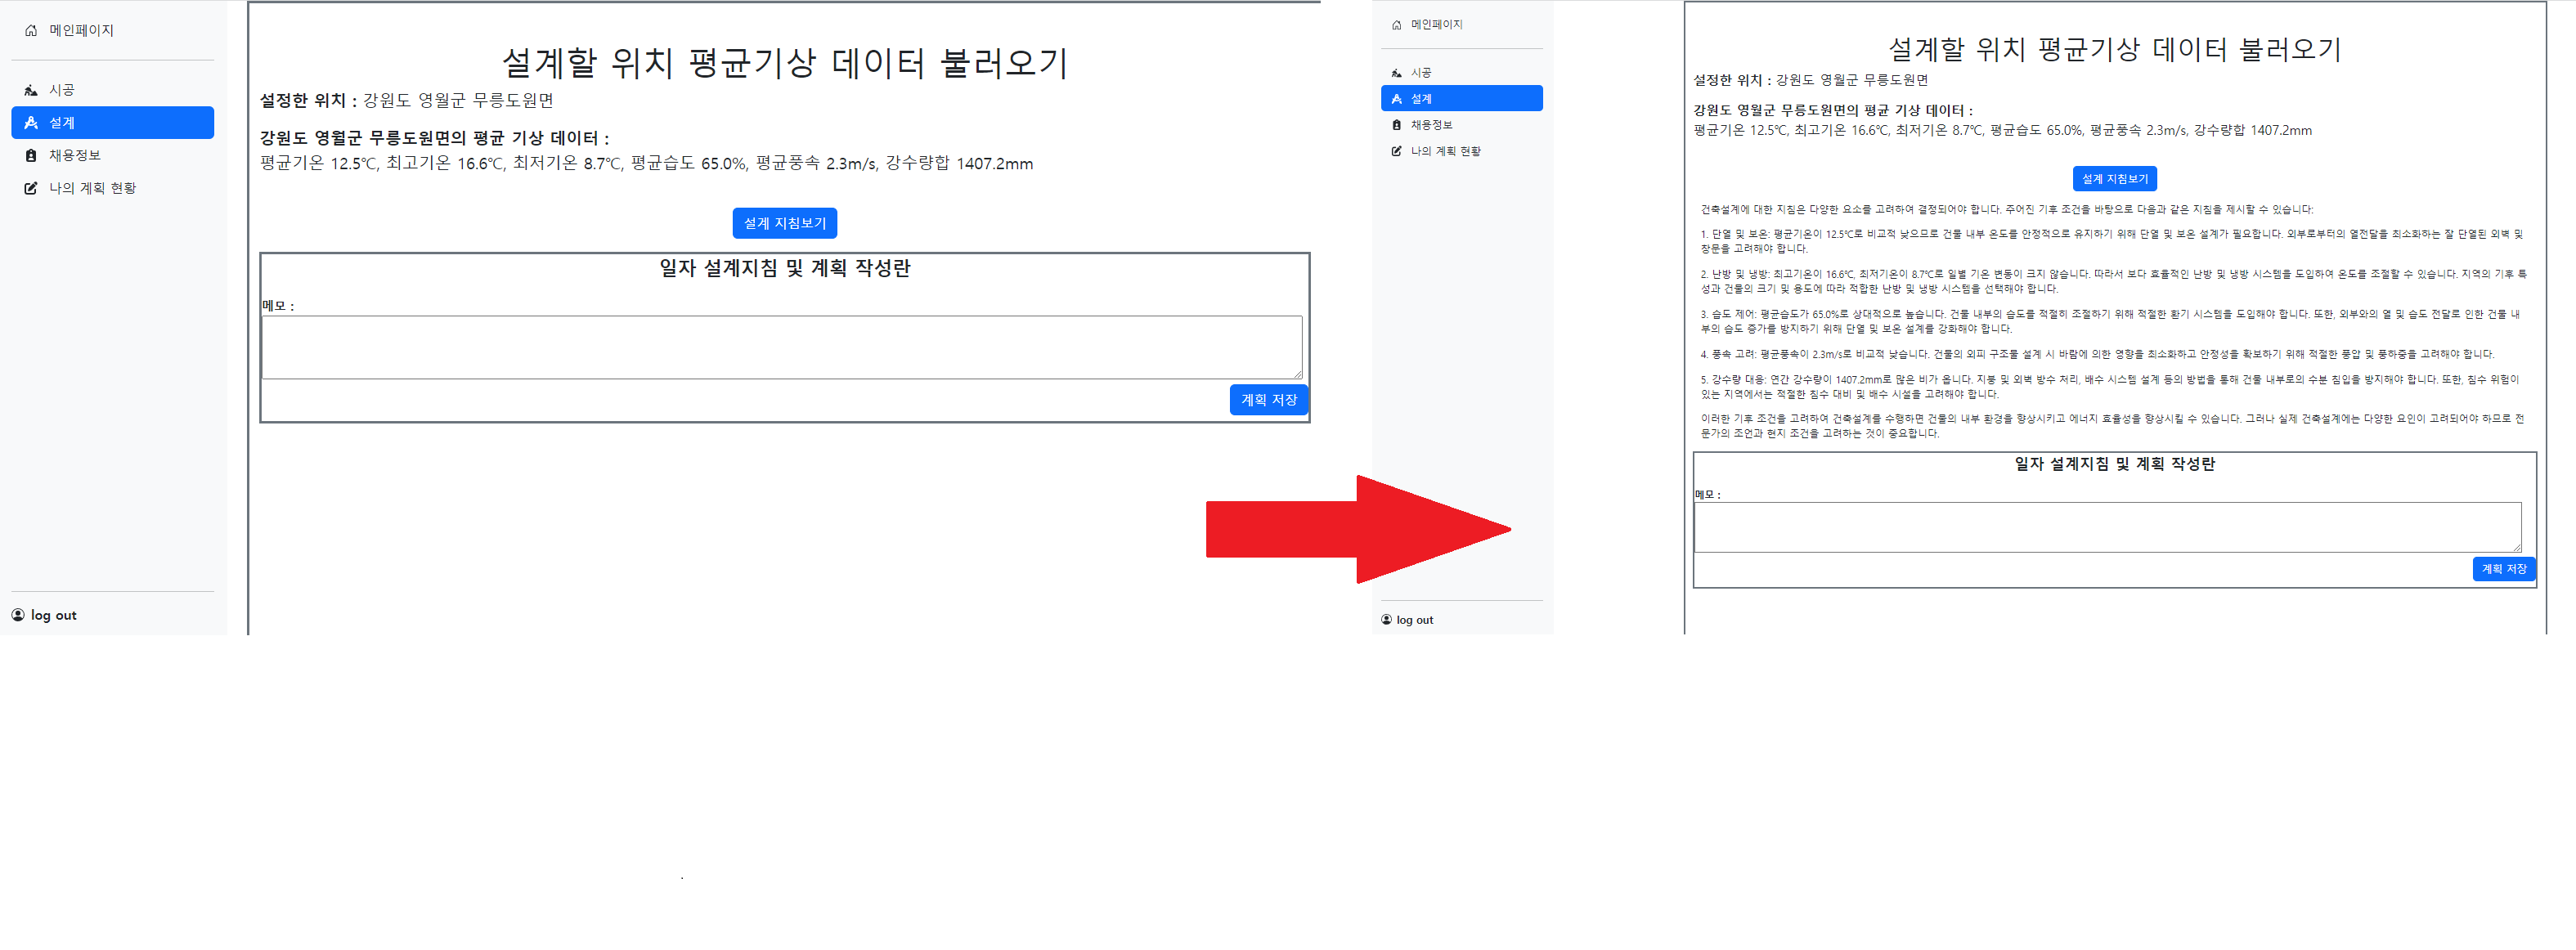 메인페이지
시공
설계
채용정보
나의 계획 현황
log out
설계할 위치 평균기상 데이터 불러오기
설정한 위치 : 강원도 영월군 무릉도원면
강원도 영월군 무릉도원면의 평균 기상 데이터 :
평균기온 12.5℃, 최고기온 16.6℃, 최저기온 8.7℃, 평균습도 65.0%, 평균풍속 2.3m/s, 강수량합 1407.2mm
설계 지침보기
일자 설계지침 및 계획 작성란
메모 :
계획 저장
메인페이지
시공
설계
채용정보
나의 계획 현황
log out
설계할 위치 평균기상 데이터 불러오기
설정한 위치 : 강원도 영월군 무릉도원면
강원도 영월군 무릉도원면의 평균 기상 데이터 :
평균기온 12.5℃, 최고기온 16.6℃, 최저기온 8.7℃, 평균습도 65.0%, 평균풍속 2.3m/s, 강수량합 1407.2mm
설계 지침보기
건축설계에 대한 지침은 다양한 요소를 고려하여 결정되어야 합니다. 주어진 기후 조건을 바탕으로 다음과 같은 지침을 제시할 수 있습니다:
1. 단열 및 보온: 평균기온이 12.5℃로 비교적 낮으므로 건물 내부 온도를 안정적으로 유지하기 위해 단열 및 보온 설계가 필요합니다. 외부로부터의 열전달을 최소화하는 잘 단열된 외벽 및
창문을 고려해야 합니다.
2. 난방 및 냉방: 최고기온이 16.6℃, 최저기온이 8.7℃로 일별 기온 변동이 크지 않습니다. 따라서 보다 효율적인 난방 및 냉방 시스템을 도입하여 온도를 조절할 수 있습니다. 지역의 기후 특
성과 건물의 크기 및 용도에 따라 적합한 난방 및 냉방 시스템을 선택해야 합니다.
3. 습도 제어: 평균습도가 65.0%로 상대적으로 높습니다. 건물 내부의 습도를 적절히 조절하기 위해 적절한 환기 시스템을 도입해야 합니다. 또한, 외부와의 열 및 습도 전달로 인한 건물 내
부의 습도 증가를 방지하기 위해 단열 및 보온 설계를 강화해야 합니다.
4. 풍속 고려: 평균풍속이 2.3m/s로 비교적 낮습니다. 건물의 외피 구조물 설계 시 바람에 의한 영향을 최소화하고 안정성을 확보하기 위해 적절한 풍압 및 풍하중을 고려해야 합니다.
5. 강수량 대응: 연간 강수량이 1407.2mm로 많은 비가 옵니다. 지붕 및 외벽 방수 처리, 배수 시스템 설계 등의 방법을 통해 건물 내부로의 수분 침입을 방지해야 합니다. 또한, 침수 위험이
있는 지역에서는 적절한 침수 대비 및 배수 시설을 고려해야 합니다.
이러한 기후 조건을 고려하여 건축설계를 수행하면 건물의 내부 환경을 향상시키고 에너지 효율성을 향상시킬 수 있습니다. 그러나 실제 건축설계에는 다양한 요인이 고려되어야 하므로 전
문가의 조언과 현지 조건을 고려하는 것이 중요합니다.
일자 설계지침 및 계획 작성란
메모 :
계획 저장